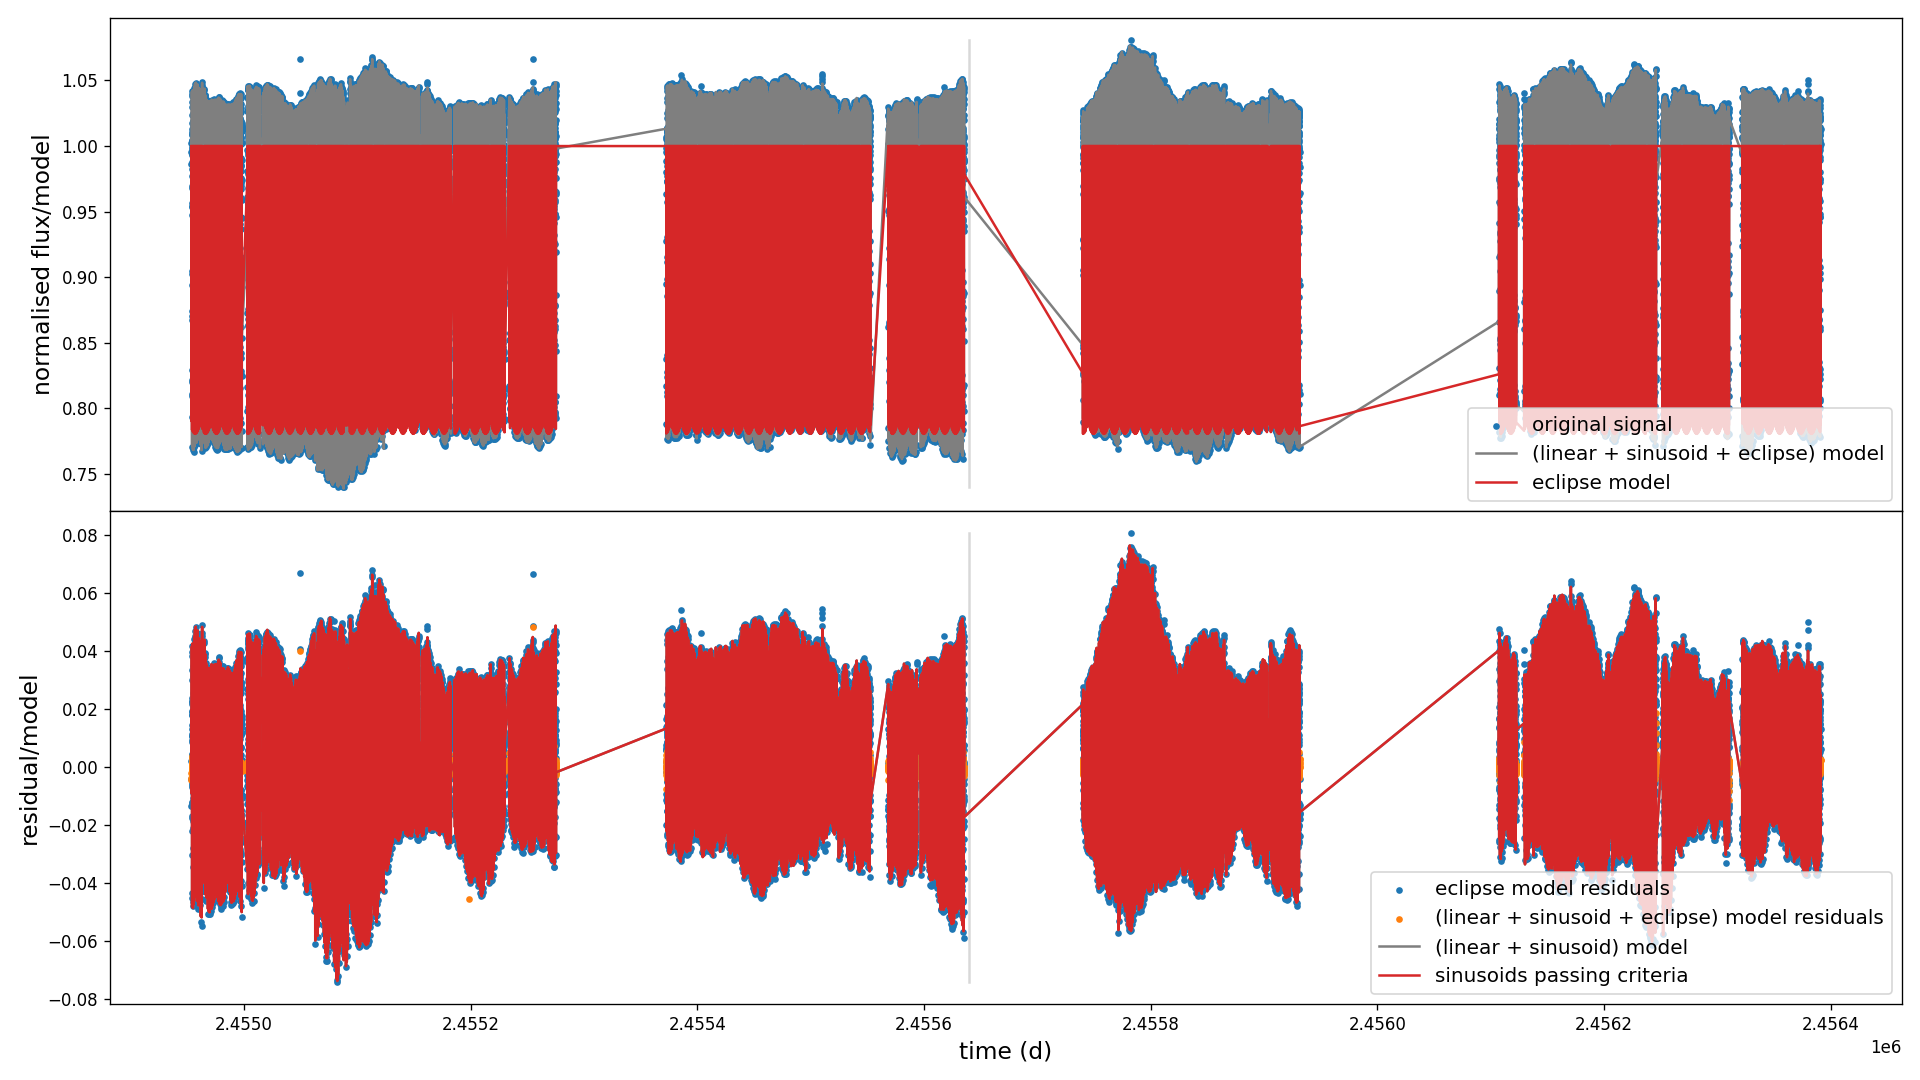 normalised flux/model
1.05
1.00
0.95
0.90
0.85
0.80
0.75
original signal
(linear + sinusoid + eclipse) model
eclipse model
residual/model
0.08
0.06
0.04
0.02
0.00
−0.02
−0.04
−0.06
−0.08
eclipse model residuals
(linear + sinusoid + eclipse) model residuals
(linear + sinusoid) model
sinusoids passing criteria
2.4550
2.4552
2.4554
2.4556
2.4558
2.4560
2.4562
2.4564
1e6
time (d)